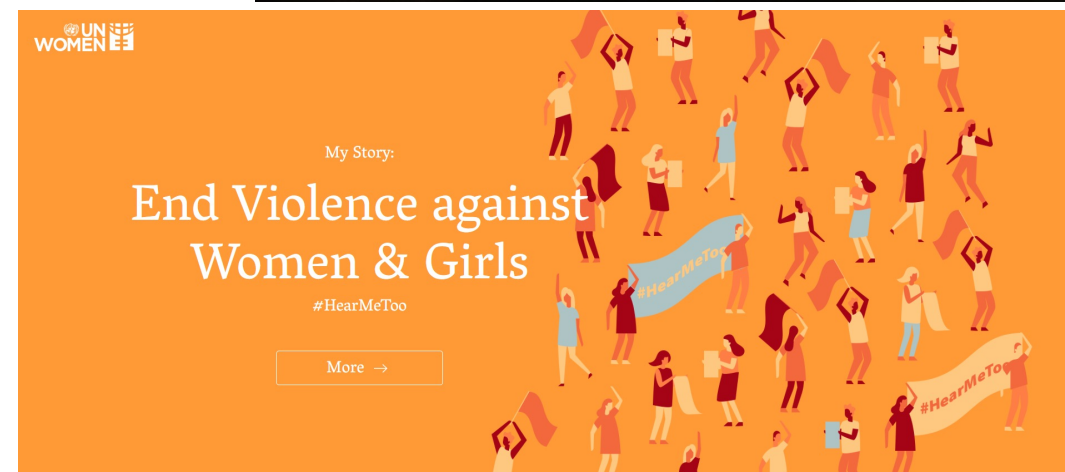 UN
WOMEN
My Story:
End Violence against
Women & Girls
#HearMeToo
More →
#HearMeToo
#HearMeToo